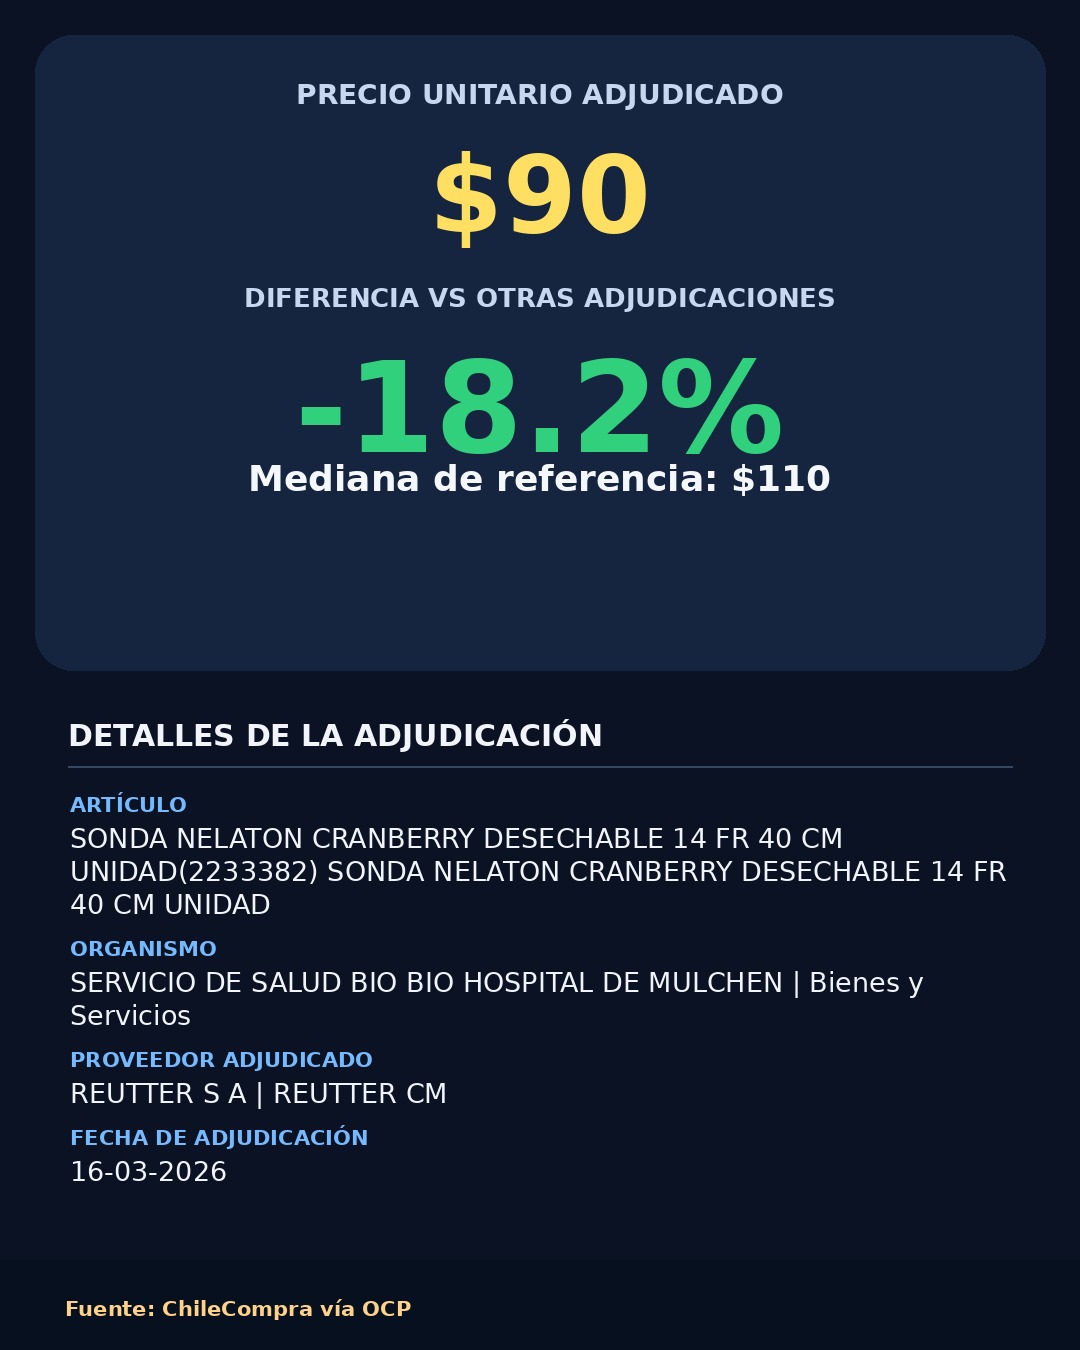 PRECIO UNITARIO ADJUDICADO
$90
DIFERENCIA VS OTRAS ADJUDICACIONES
-18.2%
Mediana de referencia: $110
DETALLES DE LA ADJUDICACIÓN
ARTÍCULO
SONDA NELATON CRANBERRY DESECHABLE 14 FR 40 CM
UNIDAD(2233382) SONDA NELATON CRANBERRY DESECHABLE 14 FR
40 CM UNIDAD
ORGANISMO
SERVICIO DE SALUD BIO BIO HOSPITAL DE MULCHEN | Bienes y
Servicios
PROVEEDOR ADJUDICADO
REUTTER S A | REUTTER CM
FECHA DE ADJUDICACIÓN
16-03-2026
Fuente: ChileCompra vía OCP